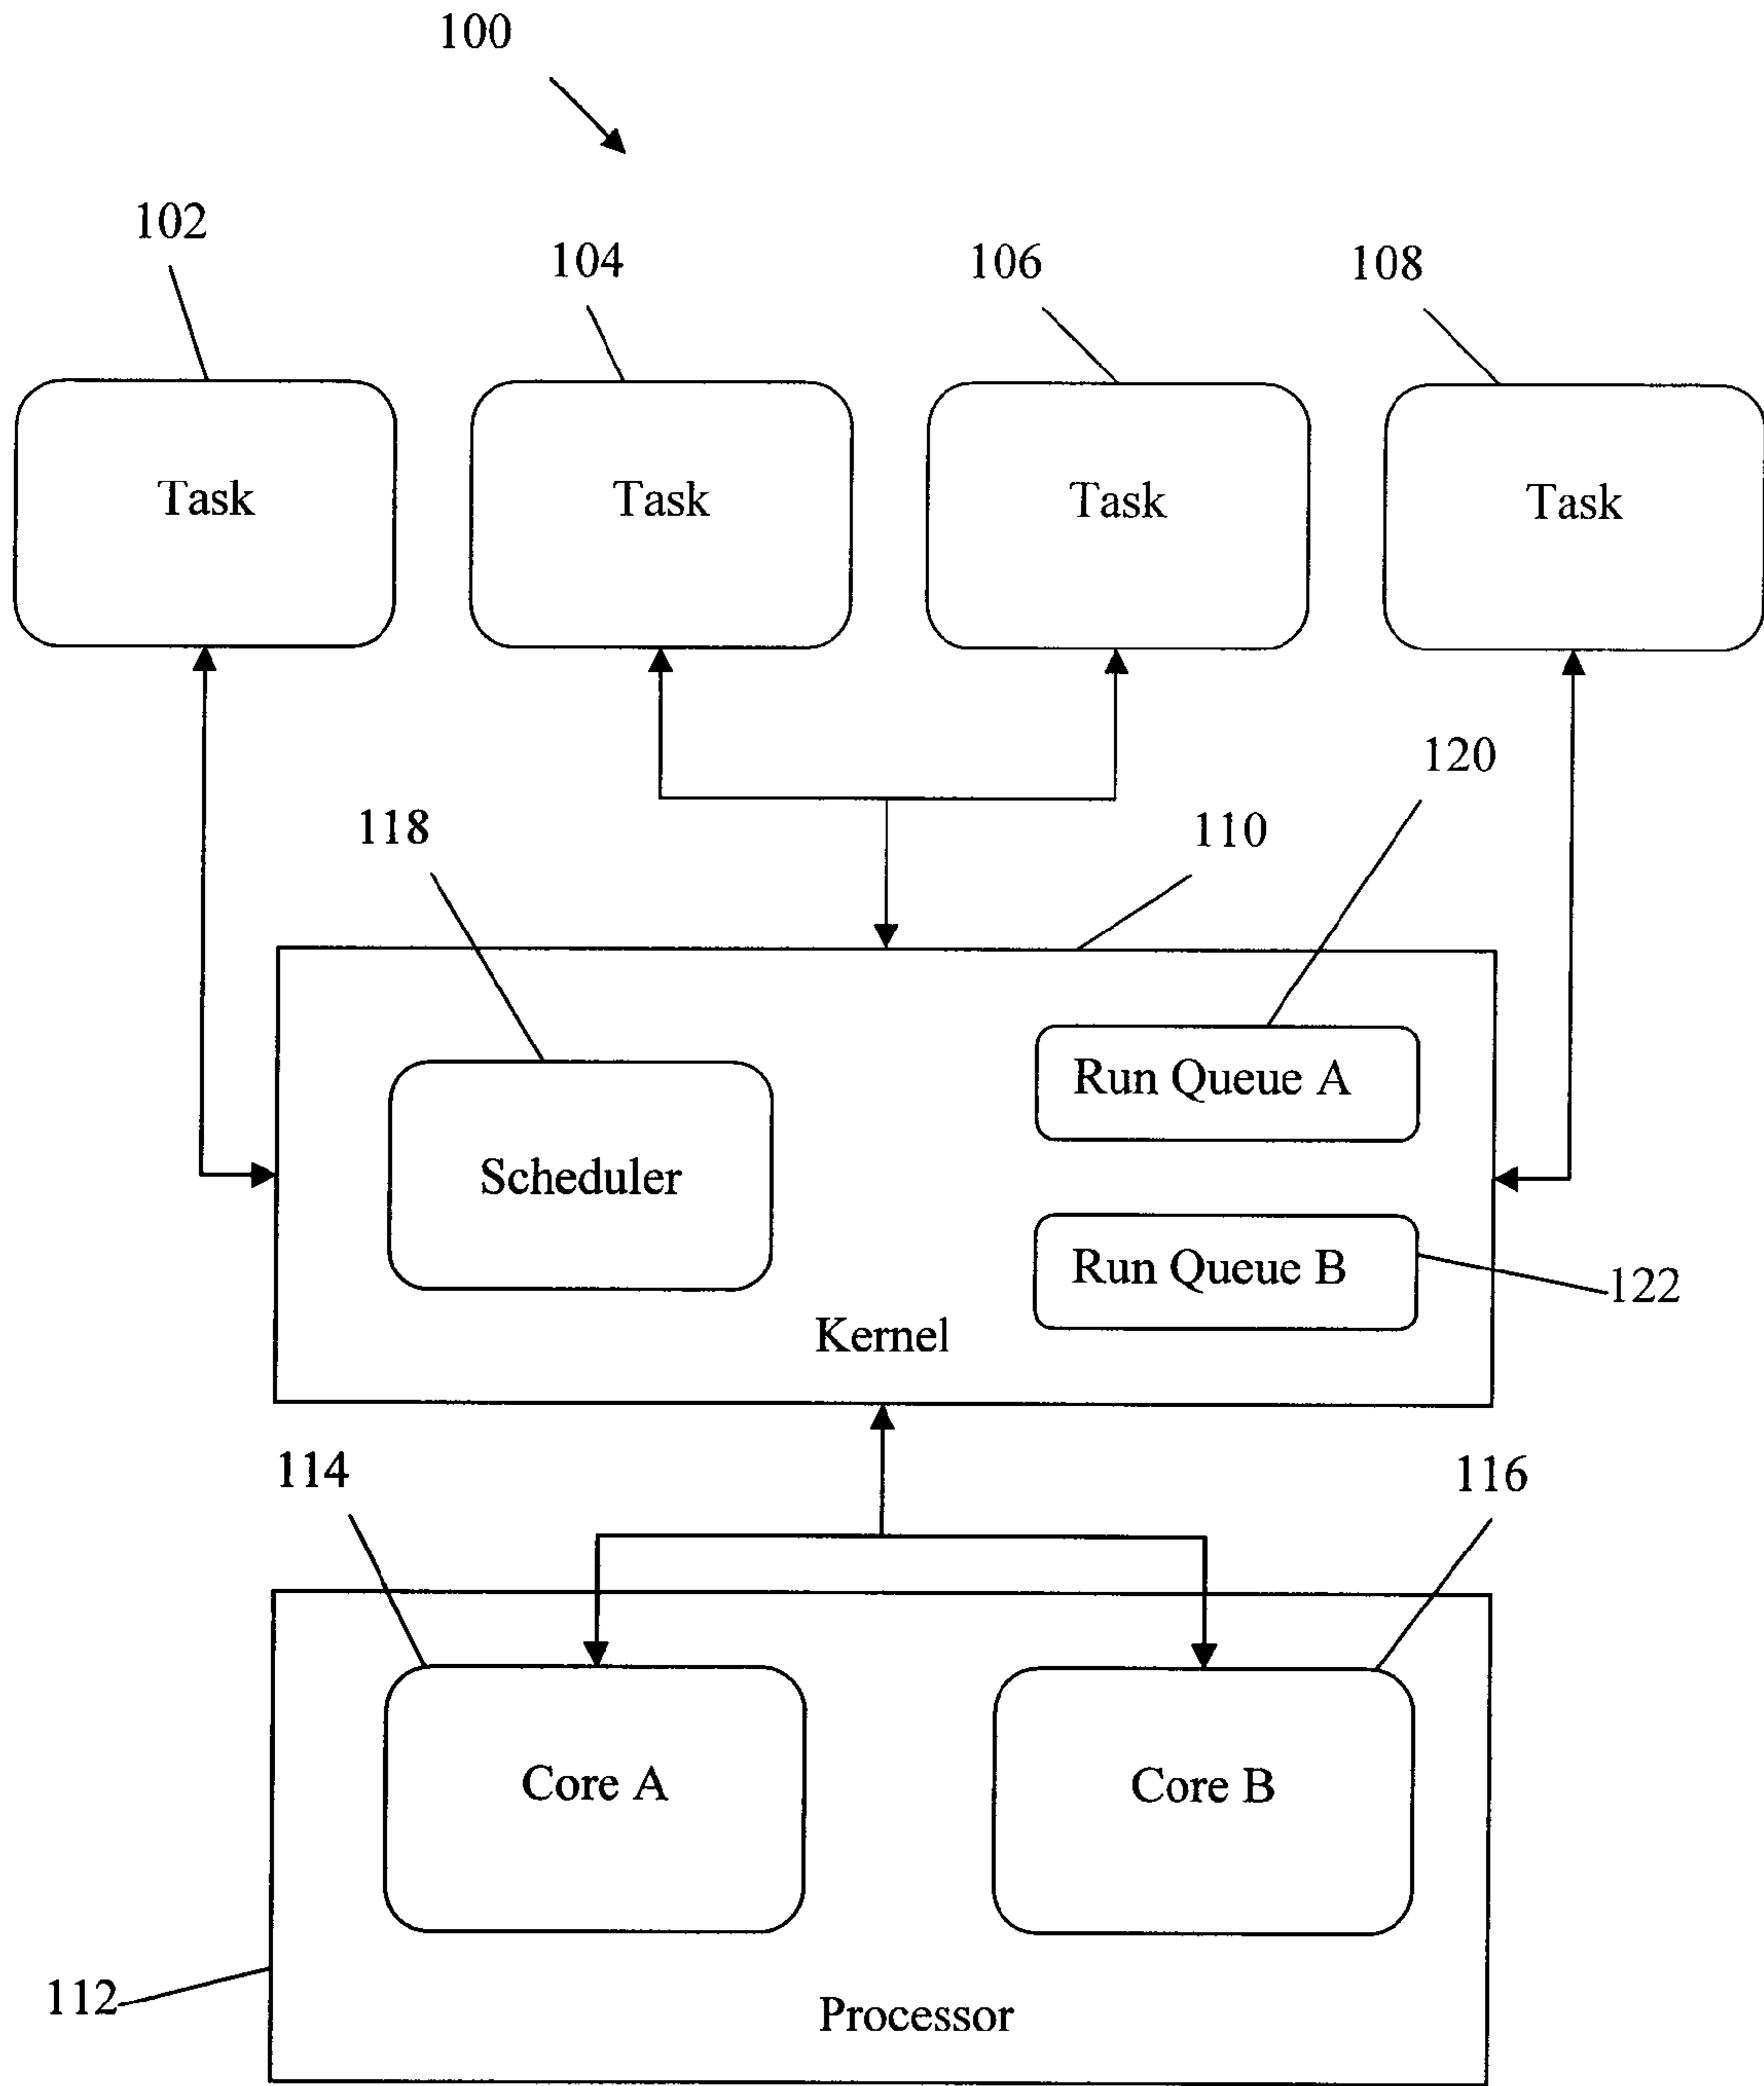 100
102
104
106
108
Task
Task
Task
Task
120
118
110
Run Queue A
Scheduler
Run Queue B
122
Kernel
114
116
Core A
Core B
112
Processor